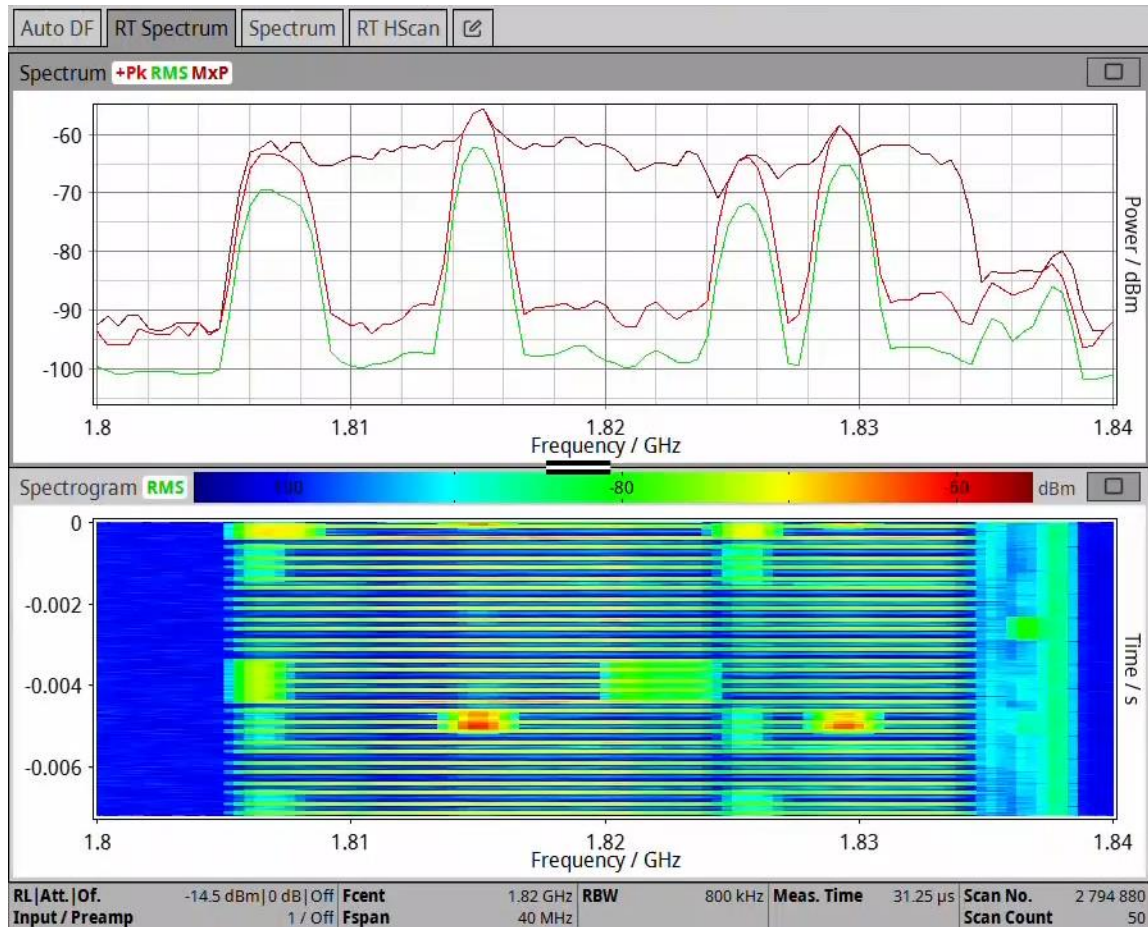 Auto DF RT Spectrum Spectrum RT HScan
Spectrum +Pk RMS MxP
-60
-70
-80
-90
-100
Power / dBm
1.8 1.81 1.82 1.83 1.84
Frequency / GHz
Spectrogram RMS -100 -80 -60 dBm
0
-0.002
-0.004
-0.006
Time / s
1.8 1.81 1.82 1.83 1.84
Frequency / GHz
RL|Att.|Of. -14.5 dBm|0 dB|Off Fcent 1.82 GHz RBW 800 kHz Meas. Time 31.25 µs Scan No. 2 794 880
Input / Preamp 1 / Off Fspan 40 MHz Scan Count 50